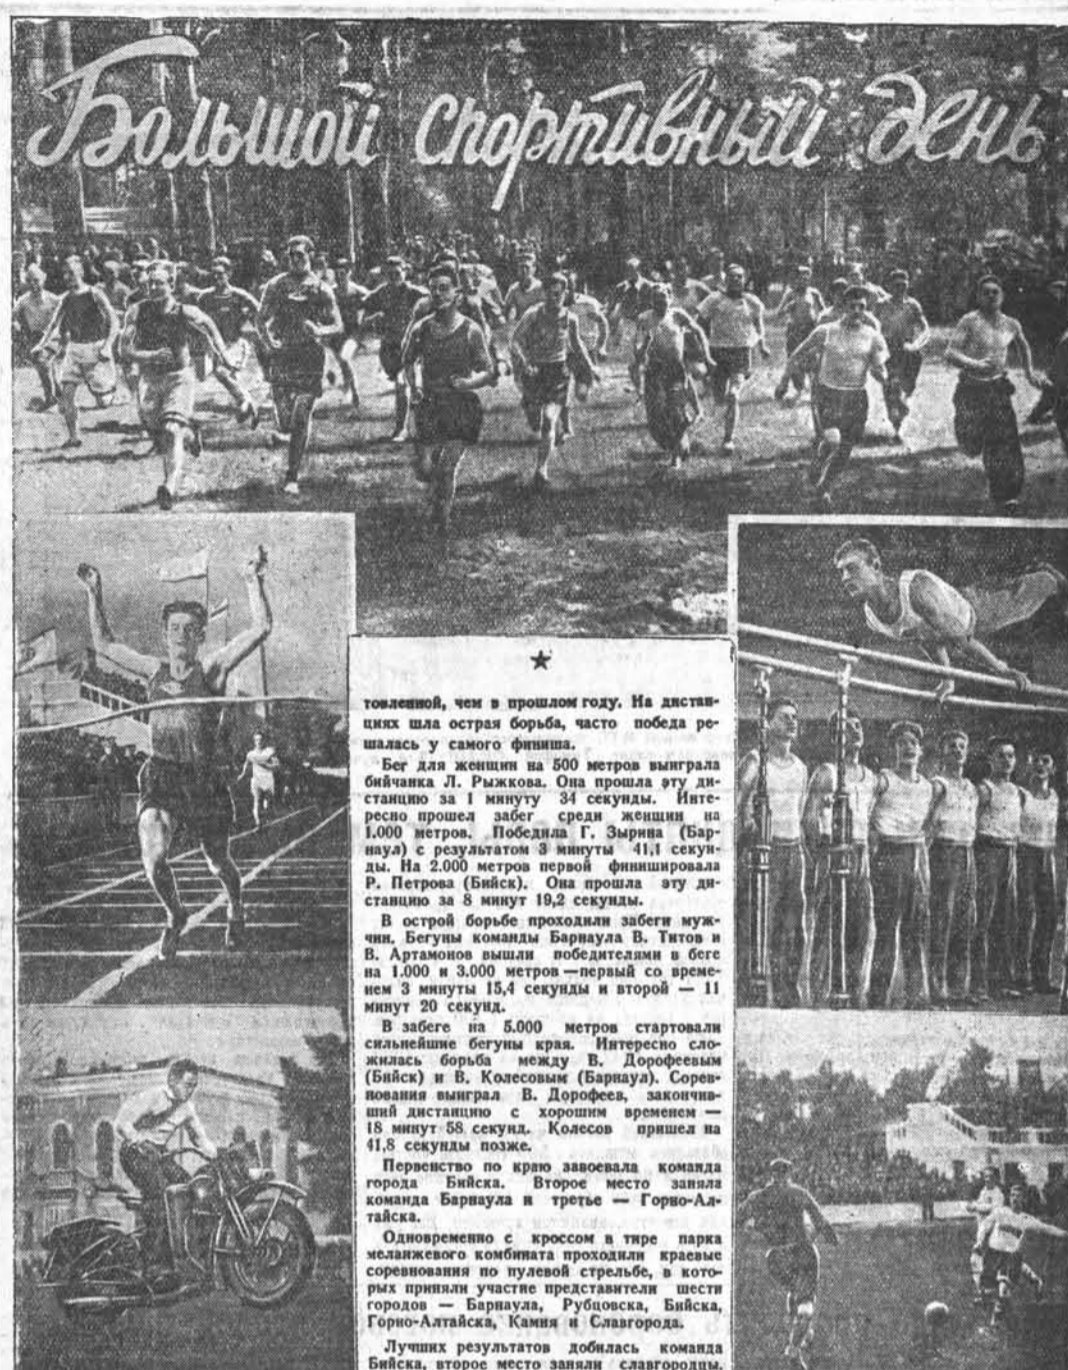 Большой спортивный день
товленной, чем в прошлом году. На дистан-
циях шла острая борьба, часто победа ре-
шалась у самого финиша.
Бег для женщин на 500 метров выиграла
бийчанка Л. Рыжкова. Она прошла эту ди-
станцию за 1 минуту 34 секунды. Инте-
ресно прошел забег среди женщин на
1.000 метров. Победила Г. Зырина (Бар-
наул) с результатом 3 минуты 41,1 секун-
ды. На 2.000 метров первой финишировала
Р. Петрова (Бийск). Она прошла эту ди-
станцию за 8 минут 19,2 секунды.
В острой борьбе проходили забеги муж-
чин. Бегуны команды Барнаула В. Титов и
В. Артамонов вышли победителями в беге
на 1.000 и 3.000 метров — первый со време-
нем 3 минуты 15,4 секунды и второй — 11
минут 20 секунд.
В забеге на 5.000 метров стартовали
сильнейшие бегуны края. Интересно сло-
жилась борьба между В. Дорофеевым
(Бийск) и В. Колесовым (Барнаул). Сорев-
нования выиграл В. Дорофеев, закончив-
ший дистанцию с хорошим временем —
18 минут 58 секунд. Колесов пришел на
41,8 секунды позже.
Первенство по краю завоевала команда
города Бийска. Второе место заняла
команда Барнаула и третье — Горно-Ал-
тайска.
Одновременно с кроссом в тире парка
меланжевого комбината проходили краевые
соревнования по пулевой стрельбе, в кото-
рых приняли участие представители шести
городов — Барнаула, Рубцовска, Бийска,
Горно-Алтайска, Камня и Славгорода.
Лучших результатов добилась команда
Бийска, второе место заняли славгородцы,